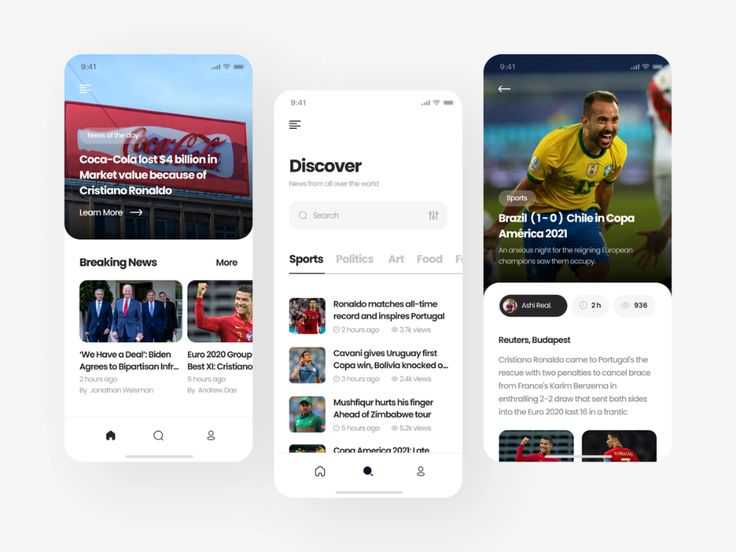 9:41
News of the day
Coca-Cola
Coca-Cola lost $4 billion in
Market value because of
Cristiano Ronaldo
Learn More
Breaking News
More
'We Have a Deal': Biden
Agrees to Bipartisan Infr...
2 hours ago
By Jonathan Weisman
Euro 2020 Group
Best XI: Cristiano
5 hours ago
By Andrew Das
9:41
Discover
News from all over the world
Search
Sports
Politics
Art
Food
Ronaldo matches all-time
record and inspires Portugal
2 hours ago
3.7k views
Cavani gives Uruguay first
Copa win, Bolivia knocked o...
3 hours ago
2.4k views
Mushfiqur hurts his finger
Ahead of Zimbabwe tour
5 hours ago
5.2k views
Copa America 2021: Late
9:41
Sports
Brazil (1 - 0) Chile in Copa
América 2021
An anxious night for the reigning European
champions saw them occupy.
Ashi Real.
2 h
936
Reuters, Budapest
Cristiano Ronaldo came to Portugal's the
rescue with two penalties to cancel brace
from France's Karim Benzema in
enthralling 2-2 draw that sent both sides
into the Euro 2020 last 16 in a frantic